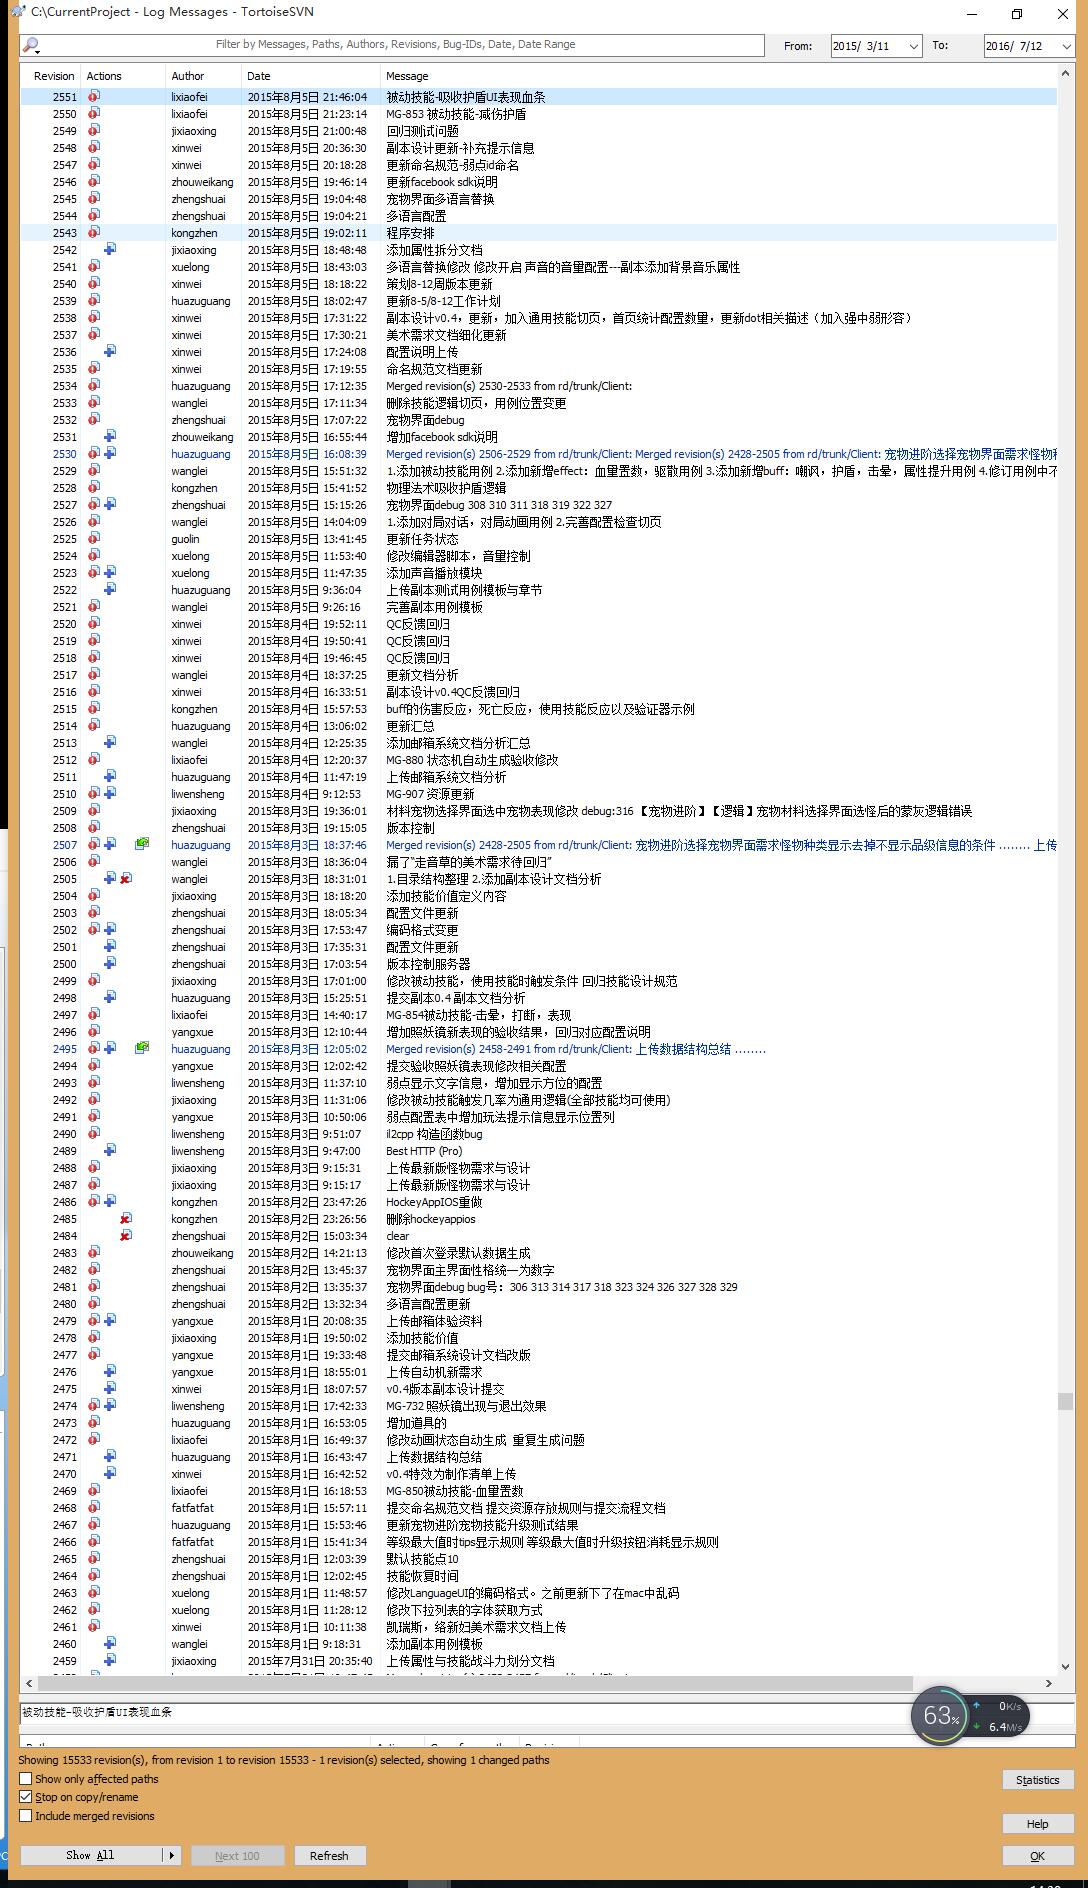 C:\CurrentProject - Log Messages - TortoiseSVN
Filter by Messages, Paths, Authors, Revisions, Bug-IDs, Date, Date Range
From: 2015/ 3/11 To: 2016/ 7/12
Revision Actions Author Date Message
2551 lixiaofei 2015年8月5日 21:46:04 被动技能-吸收护盾UI表现血条
2550 lixiaofei 2015年8月5日 21:23:14 MG-853 被动技能-减伤护盾
2549 jixiaoxing 2015年8月5日 21:00:48 回归测试问题
2548 xinwei 2015年8月5日 20:36:30 副本设计更新-补充提示信息
2547 xinwei 2015年8月5日 20:18:28 更新命名规范-弱点id命名
2546 zhouweikang 2015年8月5日 19:46:14 更新facebook sdk说明
2545 zhengshuai 2015年8月5日 19:04:48 宠物界面多语言替换
2544 zhengshuai 2015年8月5日 19:04:21 多语言配置
2543 kongzhen 2015年8月5日 19:02:11 程序安排
2542 jixiaoxing 2015年8月5日 18:48:48 添加属性拆分文档
2541 xuelong 2015年8月5日 18:43:03 多语言替换修改 修改开启 声音的音量配置---副本添加背景音乐属性
2540 xinwei 2015年8月5日 18:18:22 策划8-12周版本更新
2539 huazuguang 2015年8月5日 18:02:47 更新8-5/8-12工作计划
2538 xinwei 2015年8月5日 17:31:22 副本设计v0.4，更新，加入通用技能切页，首页统计配置数量，更新dot相关描述（加入强中弱形容）
2537 xinwei 2015年8月5日 17:30:21 美术需求文档细化更新
2536 xinwei 2015年8月5日 17:24:08 配置说明上传
2535 xinwei 2015年8月5日 17:19:55 命名规范文档更新
2534 huazuguang 2015年8月5日 17:12:35 Merged revision(s) 2530-2533 from rd/trunk/Client:
2533 wanglei 2015年8月5日 17:11:34 删除技能逻辑切页，用例位置变更
2532 zhengshuai 2015年8月5日 17:07:22 宠物界面debug
2531 zhouweikang 2015年8月5日 16:55:44 增加facebook sdk说明
2530 huazuguang 2015年8月5日 16:08:39 Merged revision(s) 2506-2529 from rd/trunk/Client: Merged revision(s) 2428-2505 from rd/trunk/Client: 宠物进阶选择宠物界面需求怪物种
2529 wanglei 2015年8月5日 15:51:32 1.添加被动技能用例 2.添加新增effect：血量置数，驱散用例 3.添加新增buff：嘲讽，护盾，击晕，属性提升用例 4.修订用例中不
2528 kongzhen 2015年8月5日 15:41:52 物理法术吸收护盾逻辑
2527 zhengshuai 2015年8月5日 15:15:26 宠物界面debug 308 310 311 318 319 322 327
2526 wanglei 2015年8月5日 14:04:09 1.添加对局对话，对局动画用例 2.完善配置检查切页
2525 guolin 2015年8月5日 13:41:45 更新任务状态
2524 xuelong 2015年8月5日 11:53:40 修改编辑器脚本，音量控制
2523 xuelong 2015年8月5日 11:47:35 添加声音播放模块
2522 huazuguang 2015年8月5日 9:36:04 上传副本测试用例模板与章节
2521 wanglei 2015年8月5日 9:26:16 完善副本用例模板
2520 xinwei 2015年8月4日 19:52:11 QC反馈回归
2519 xinwei 2015年8月4日 19:50:41 QC反馈回归
2518 xinwei 2015年8月4日 19:46:45 QC反馈回归
2517 wanglei 2015年8月4日 18:37:25 更新文档分析
2516 xinwei 2015年8月4日 16:33:51 副本设计v0.4QC反馈回归
2515 kongzhen 2015年8月4日 15:57:53 buff的伤害反应，死亡反应，使用技能反应以及验证器示例
2514 huazuguang 2015年8月4日 13:06:02 更新汇总
2513 wanglei 2015年8月4日 12:25:35 添加邮箱系统文档分析汇总
2512 lixiaofei 2015年8月4日 12:20:37 MG-880 状态机自动生成验收修改
2511 huazuguang 2015年8月4日 11:47:19 上传邮箱系统文档分析
2510 liwensheng 2015年8月4日 9:12:53 MG-907 资源更新
2509 jixiaoxing 2015年8月3日 19:36:01 材料宠物选择界面选中宠物表现修改 debug:316 【宠物进阶】【逻辑】宠物材料选择界面选怪后的蒙灰逻辑错误
2508 zhengshuai 2015年8月3日 19:15:05 版本控制
2507 huazuguang 2015年8月3日 18:37:46 Merged revision(s) 2428-2505 from rd/trunk/Client: 宠物进阶选择宠物界面需求怪物种类显示去掉不显示品级信息的条件 ........ 上传
2506 wanglei 2015年8月3日 18:36:04 漏了"走音草的美术需求待回归"
2505 wanglei 2015年8月3日 18:31:01 1.目录结构整理 2.添加副本设计文档分析
2504 jixiaoxing 2015年8月3日 18:18:20 添加技能价值定义内容
2503 zhengshuai 2015年8月3日 18:05:34 配置文件更新
2502 zhengshuai 2015年8月3日 17:53:47 编码格式变更
2501 zhengshuai 2015年8月3日 17:35:31 配置文件更新
2500 zhengshuai 2015年8月3日 17:03:54 版本控制服务器
2499 jixiaoxing 2015年8月3日 17:01:00 修改被动技能，使用技能时触发条件 回归技能设计规范
2498 huazuguang 2015年8月3日 15:25:51 提交副本0.4 副本文档分析
2497 lixiaofei 2015年8月3日 14:40:17 MG-854被动技能-击晕，打断，表现
2496 yangxue 2015年8月3日 12:10:44 增加照妖镜新表现的验收结果，回归对应配置说明
2495 huazuguang 2015年8月3日 12:05:02 Merged revision(s) 2458-2491 from rd/trunk/Client: 上传数据结构总结 ........
2494 yangxue 2015年8月3日 12:02:42 提交验收照妖镜表现修改相关配置
2493 liwensheng 2015年8月3日 11:37:10 弱点显示文字信息，增加显示方位的配置
2492 jixiaoxing 2015年8月3日 11:31:06 修改被动技能触发几率为通用逻辑(全部技能均可使用)
2491 yangxue 2015年8月3日 10:50:06 弱点配置表中增加玩法提示信息显示位置列
2490 liwensheng 2015年8月3日 9:51:07 il2cpp 构造函数bug
2489 liwensheng 2015年8月3日 9:47:00 Best HTTP (Pro)
2488 jixiaoxing 2015年8月3日 9:15:31 上传最新版怪物需求与设计
2487 jixiaoxing 2015年8月3日 9:15:17 上传最新版怪物需求与设计
2486 kongzhen 2015年8月2日 23:47:26 HockeyAppIOS重做
2485 kongzhen 2015年8月2日 23:26:56 删除hockeyappios
2484 zhengshuai 2015年8月2日 15:03:34 clear
2483 zhouweikang 2015年8月2日 14:21:13 修改首次登录默认数据生成
2482 zhengshuai 2015年8月2日 13:45:37 宠物界面主界面性格统一为数字
2481 zhengshuai 2015年8月2日 13:35:37 宠物界面debug bug号：306 313 314 317 318 323 324 326 327 328 329
2480 zhengshuai 2015年8月2日 13:32:34 多语言配置更新
2479 yangxue 2015年8月1日 20:08:35 上传邮箱体验资料
2478 jixiaoxing 2015年8月1日 19:50:02 添加技能价值
2477 yangxue 2015年8月1日 19:33:48 提交邮箱系统设计文档改版
2476 yangxue 2015年8月1日 18:55:01 上传自动机新需求
2475 xinwei 2015年8月1日 18:07:57 v0.4版本副本设计提交
2474 liwensheng 2015年8月1日 17:42:33 MG-732 照妖镜出现与退出效果
2473 huazuguang 2015年8月1日 16:53:05 增加道具的
2472 lixiaofei 2015年8月1日 16:49:37 修改动画状态自动生成 重复生成问题
2471 huazuguang 2015年8月1日 16:43:47 上传数据结构总结
2470 xinwei 2015年8月1日 16:42:52 v0.4特效为制作清单上传
2469 lixiaofei 2015年8月1日 16:18:53 MG-850被动技能-血量置数
2468 fatfatfat 2015年8月1日 15:57:11 提交命名规范文档 提交资源存放规则与提交流程文档
2467 huazuguang 2015年8月1日 15:53:46 更新宠物进阶宠物技能升级测试结果
2466 fatfatfat 2015年8月1日 15:41:34 等级最大值时tips显示规则 等级最大值时升级按钮消耗显示规则
2465 zhengshuai 2015年8月1日 12:03:39 默认技能点10
2464 zhengshuai 2015年8月1日 12:02:45 技能恢复时间
2463 xuelong 2015年8月1日 11:48:57 修改LanguageUI的编码格式。之前更新下了在mac中乱码
2462 xuelong 2015年8月1日 11:28:12 修改下拉列表的字体获取方式
2461 xinwei 2015年8月1日 10:11:38 凯瑞斯，络新妇美术需求文档上传
2460 wanglei 2015年8月1日 9:18:31 添加副本用例模板
2459 jixiaoxing 2015年7月31日 20:35:40 上传属性与技能战斗力划分文档
被动技能-吸收护盾UI表现血条
63% 0K/s
6.4M/s
Showing 15533 revision(s), from revision 1 to revision 15533 - 1 revision(s) selected, showing 1 changed paths
Show only affected paths
Statistics
Stop on copy/rename
Include merged revisions
Help
Show All Next 100 Refresh OK